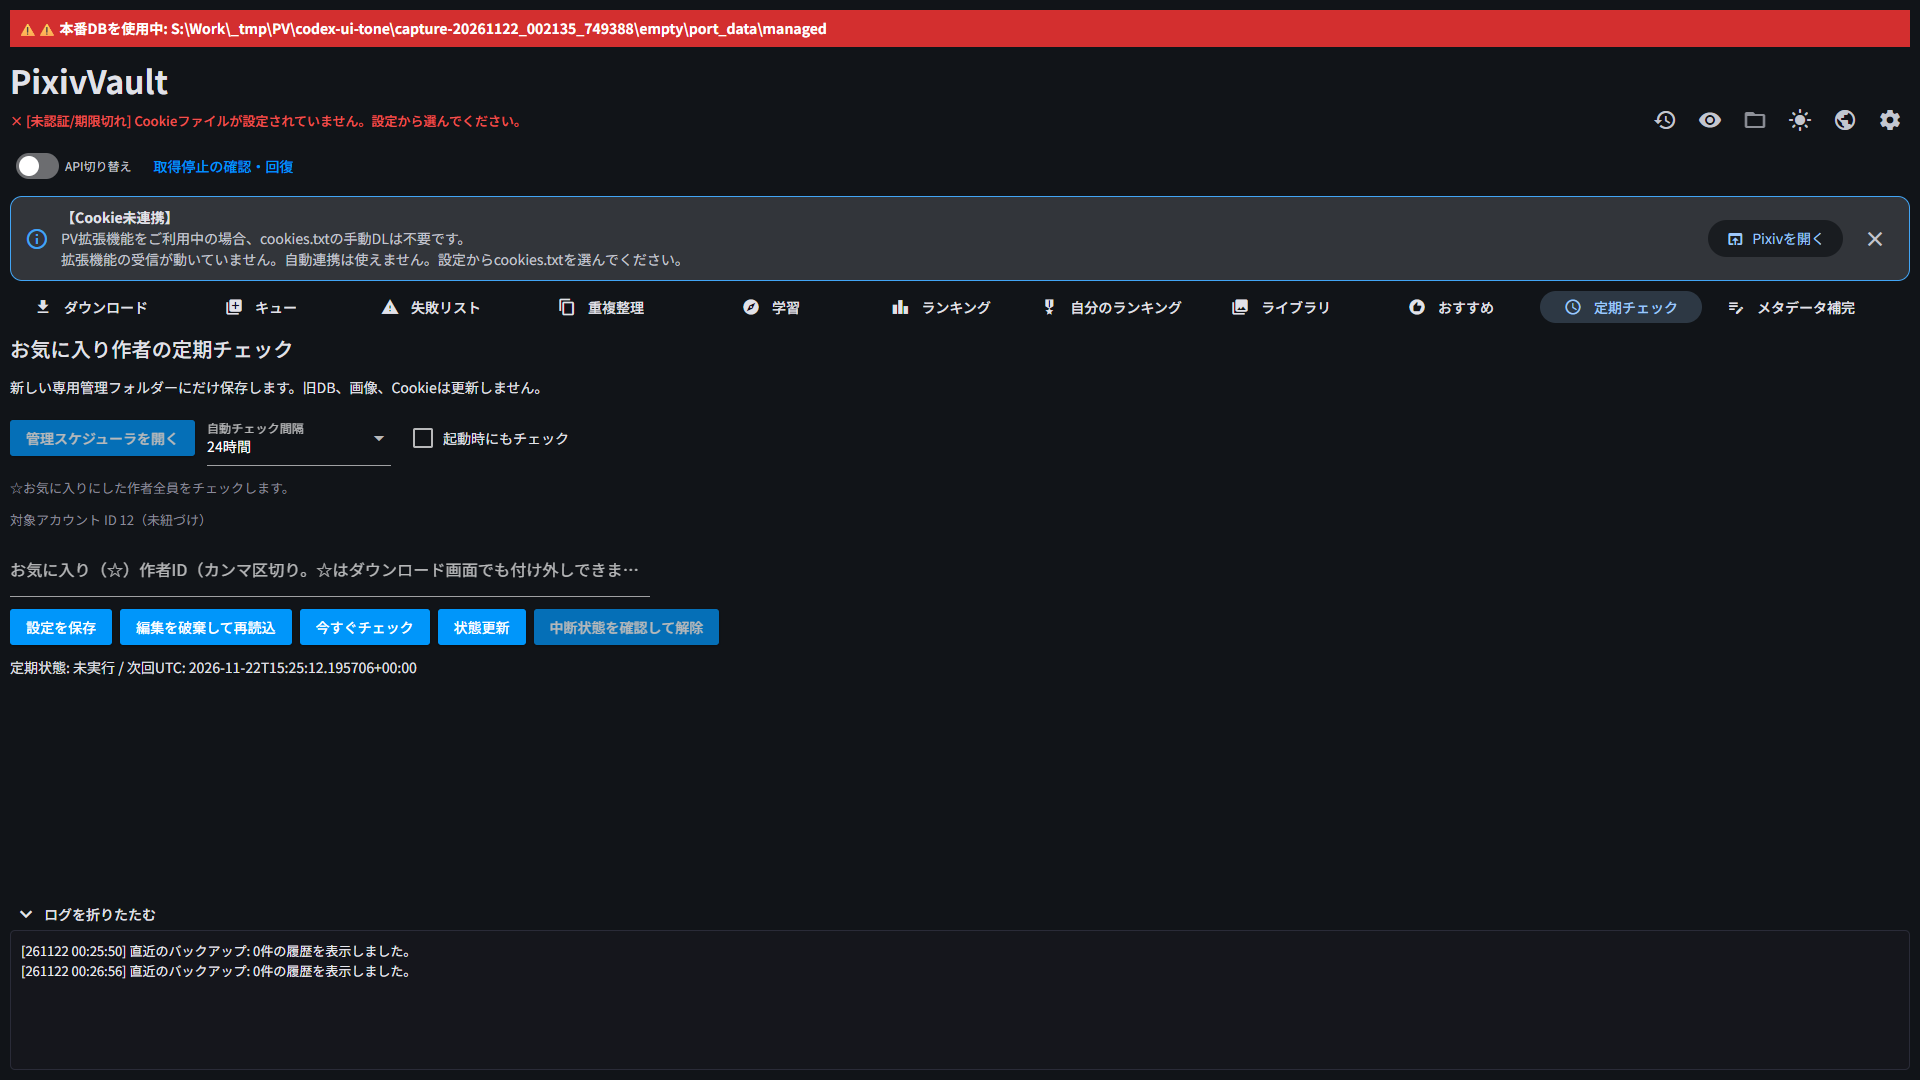 本番DBを使用中: S:\Work\_tmp\PV\codex-ui-tone\capture-20261122_002135_749388\empty\port_data\managed
PixivVault
× [未認証/期限切れ] Cookieファイルが設定されていません。設定から選んでください。
API切り替え 取得停止の確認・回復
【Cookie未連携】
PV拡張機能をご利用中の場合、cookies.txtの手動DLは不要です。
拡張機能の受信が動いていません。自動連携は使えません。設定からcookies.txtを選んでください。
Pixivを開く
ダウンロード キュー 失敗リスト 重複整理 学習 ランキング 自分のランキング ライブラリ おすすめ 定期チェック メタデータ補完
お気に入り作者の定期チェック
新しい専用管理フォルダーにだけ保存します。旧DB、画像、Cookieは更新しません。
管理スケジューラを開く
自動チェック間隔
24時間
起動時にもチェック
☆お気に入りにした作者全員をチェックします。
対象アカウント ID 12（未紐づけ）
お気に入り（☆）作者ID（カンマ区切り。☆はダウンロード画面でも付け外しできま…
設定を保存 編集を破棄して再読込 今すぐチェック 状態更新 中断状態を確認して解除
定期状態: 未実行 / 次回UTC: 2026-11-22T15:25:12.195706+00:00
ログを折りたたむ
[261122 00:25:50] 直近のバックアップ: 0件の履歴を表示しました。
[261122 00:26:56] 直近のバックアップ: 0件の履歴を表示しました。